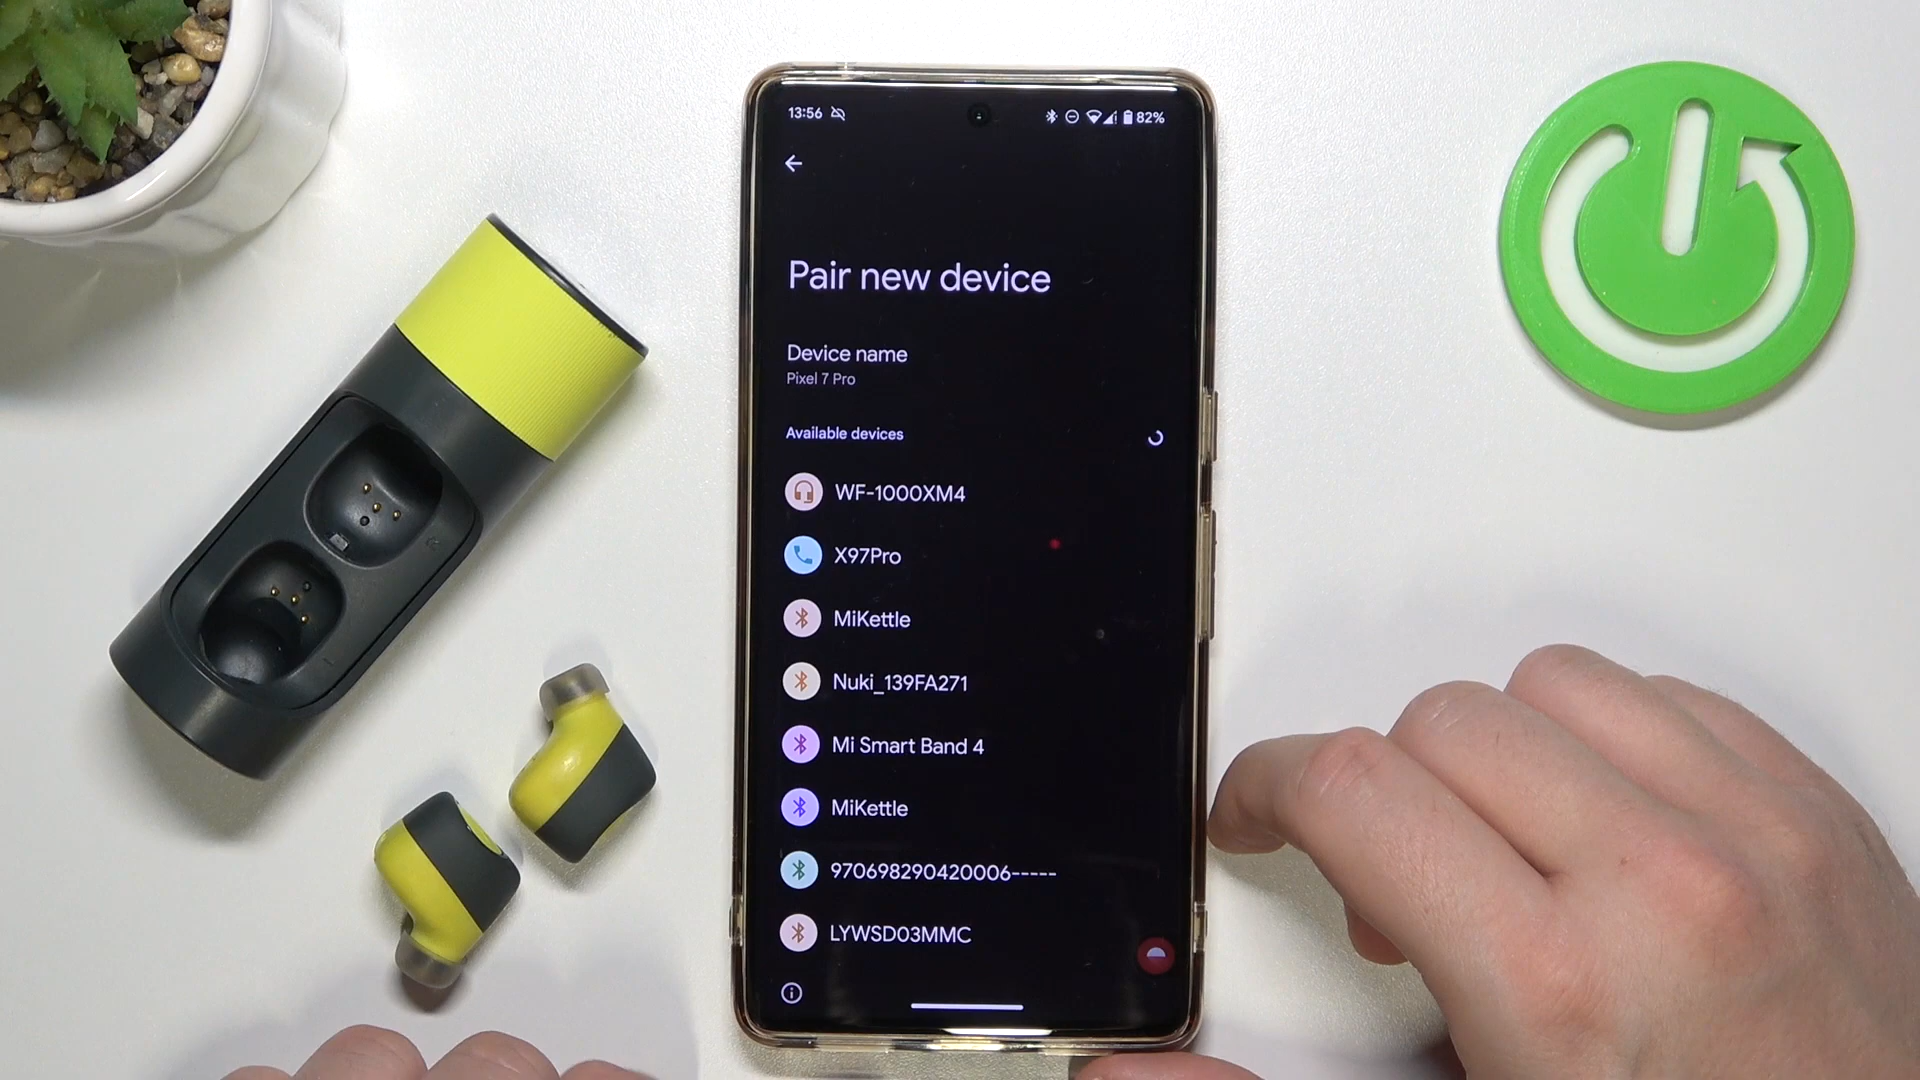 13:56
82%
Pair new device
Device name
Pixel 7 Pro
Available devices
WF-1000XM4
X97Pro
MiKettle
Nuki_139FA271
Mi Smart Band 4
MiKettle
970698290420006-----
LYWSD03MMC